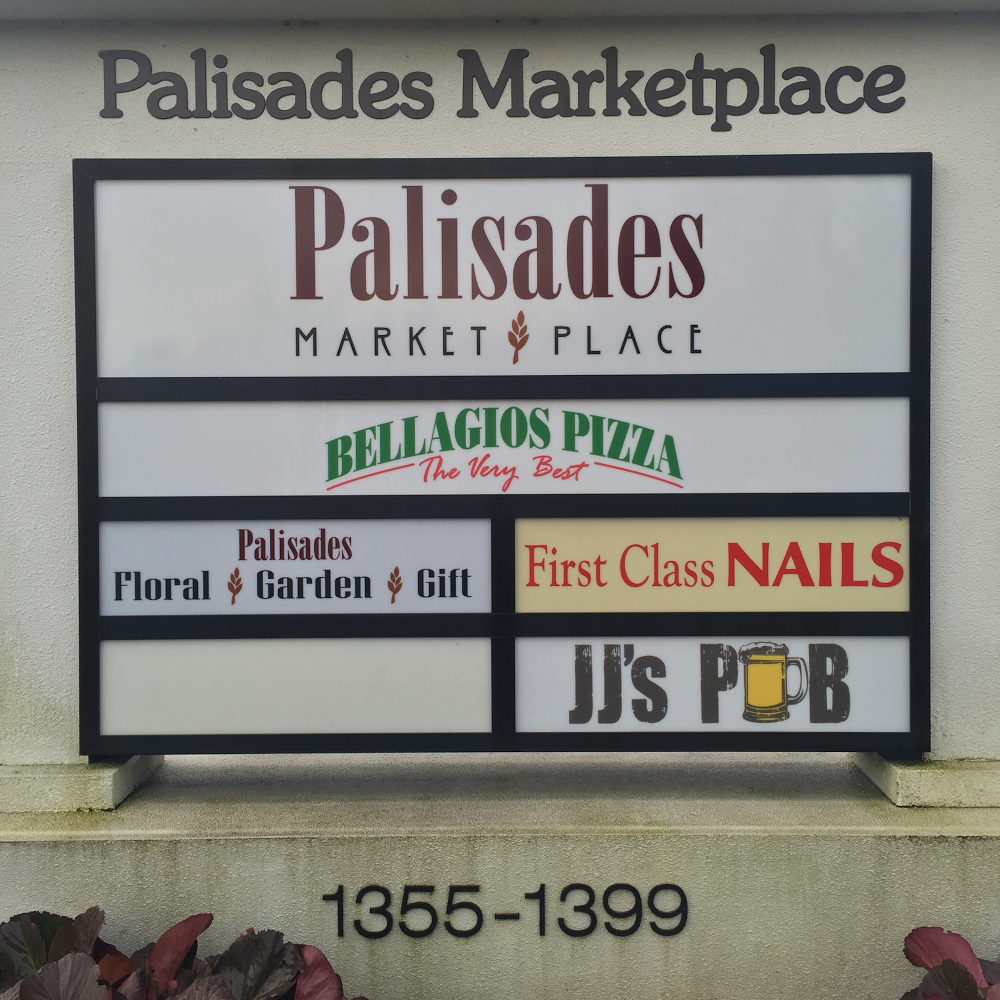 Palisades Marketplace
Palisades
MARKET PLACE
BELLAGIOS PIZZA
The Very Best
Palisades
Floral Garden Gift
First Class NAILS
JJ's PUB
1355-1399